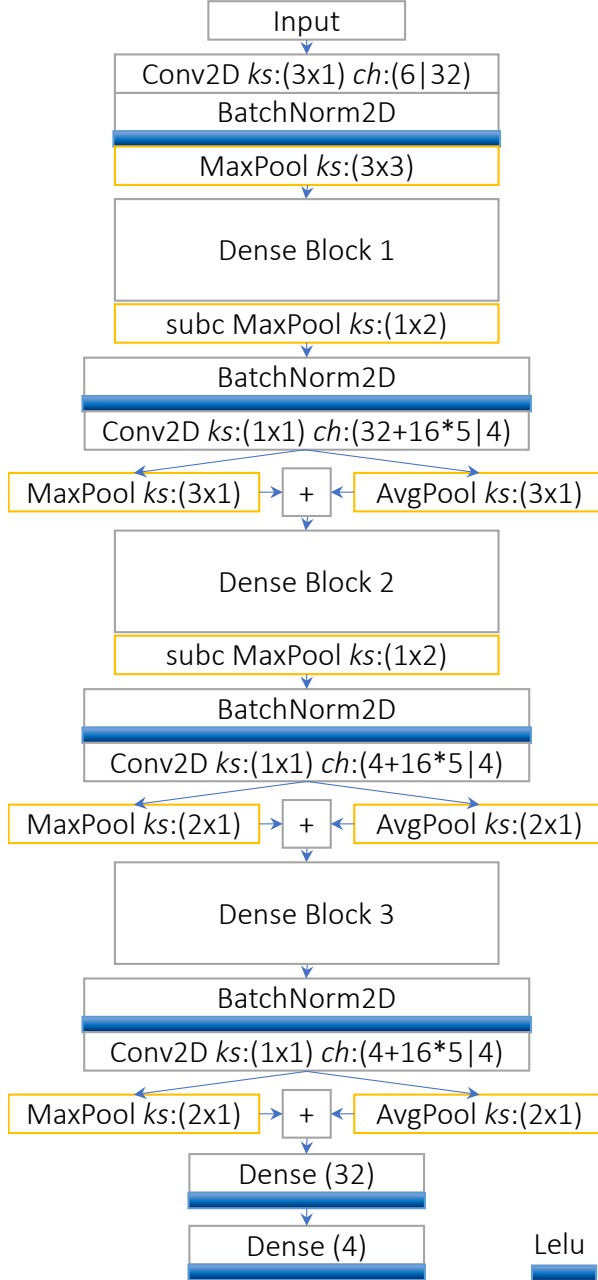 Input
Conv2D ks:(3x1) ch:(6|32)
BatchNorm2D
MaxPool ks:(3x3)
Dense Block 1
subc MaxPool ks:(1x2)
BatchNorm2D
Conv2D ks:(1x1) ch:(32+16*5|4)
MaxPool ks:(3x1) + AvgPool ks:(3x1)
Dense Block 2
subc MaxPool ks:(1x2)
BatchNorm2D
Conv2D ks:(1x1) ch:(4+16*5|4)
MaxPool ks:(2x1) + AvgPool ks:(2x1)
Dense Block 3
BatchNorm2D
Conv2D ks:(1x1) ch:(4+16*5|4)
MaxPool ks:(2x1) + AvgPool ks:(2x1)
Dense (32)
Dense (4)
Lelu